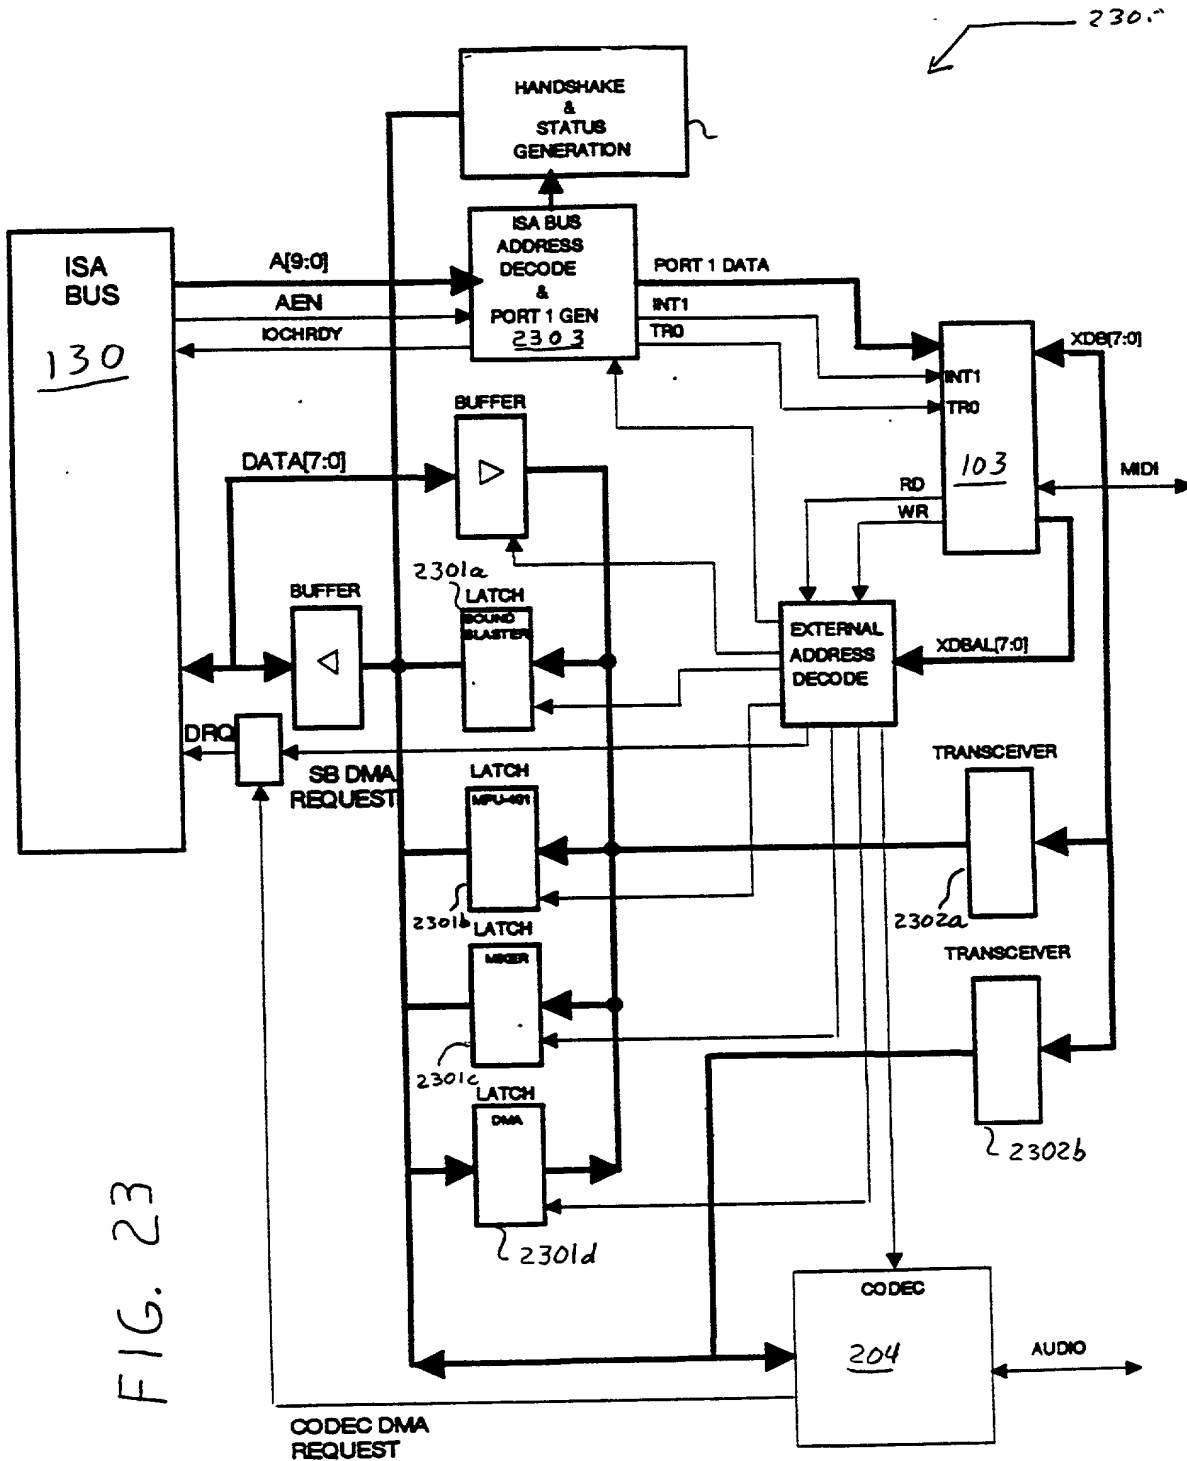 HANDSHAKE
&
STATUS
GENERATION
ISA
BUS
130
A[9:0]
AEN
IOCHRDY
ISA BUS
ADDRESS
DECODE
&
PORT 1 GEN
2303
PORT 1 DATA
INT1
TR0
XDB[7:0]
INT1
TR0
103
MIDI
RD
WR
BUFFER
DATA[7:0]
2301a
LATCH
SOUND
BLASTER
BUFFER
EXTERNAL
ADDRESS
DECODE
XDBAL[7:0]
DRQ
SB DMA
REQUEST
LATCH
MPU-401
2301b
TRANSCEIVER
2302a
LATCH
MIXER
2301c
TRANSCEIVER
2302b
LATCH
DMA
2301d
CODEC
204
AUDIO
CODEC DMA
REQUEST
FIG. 23